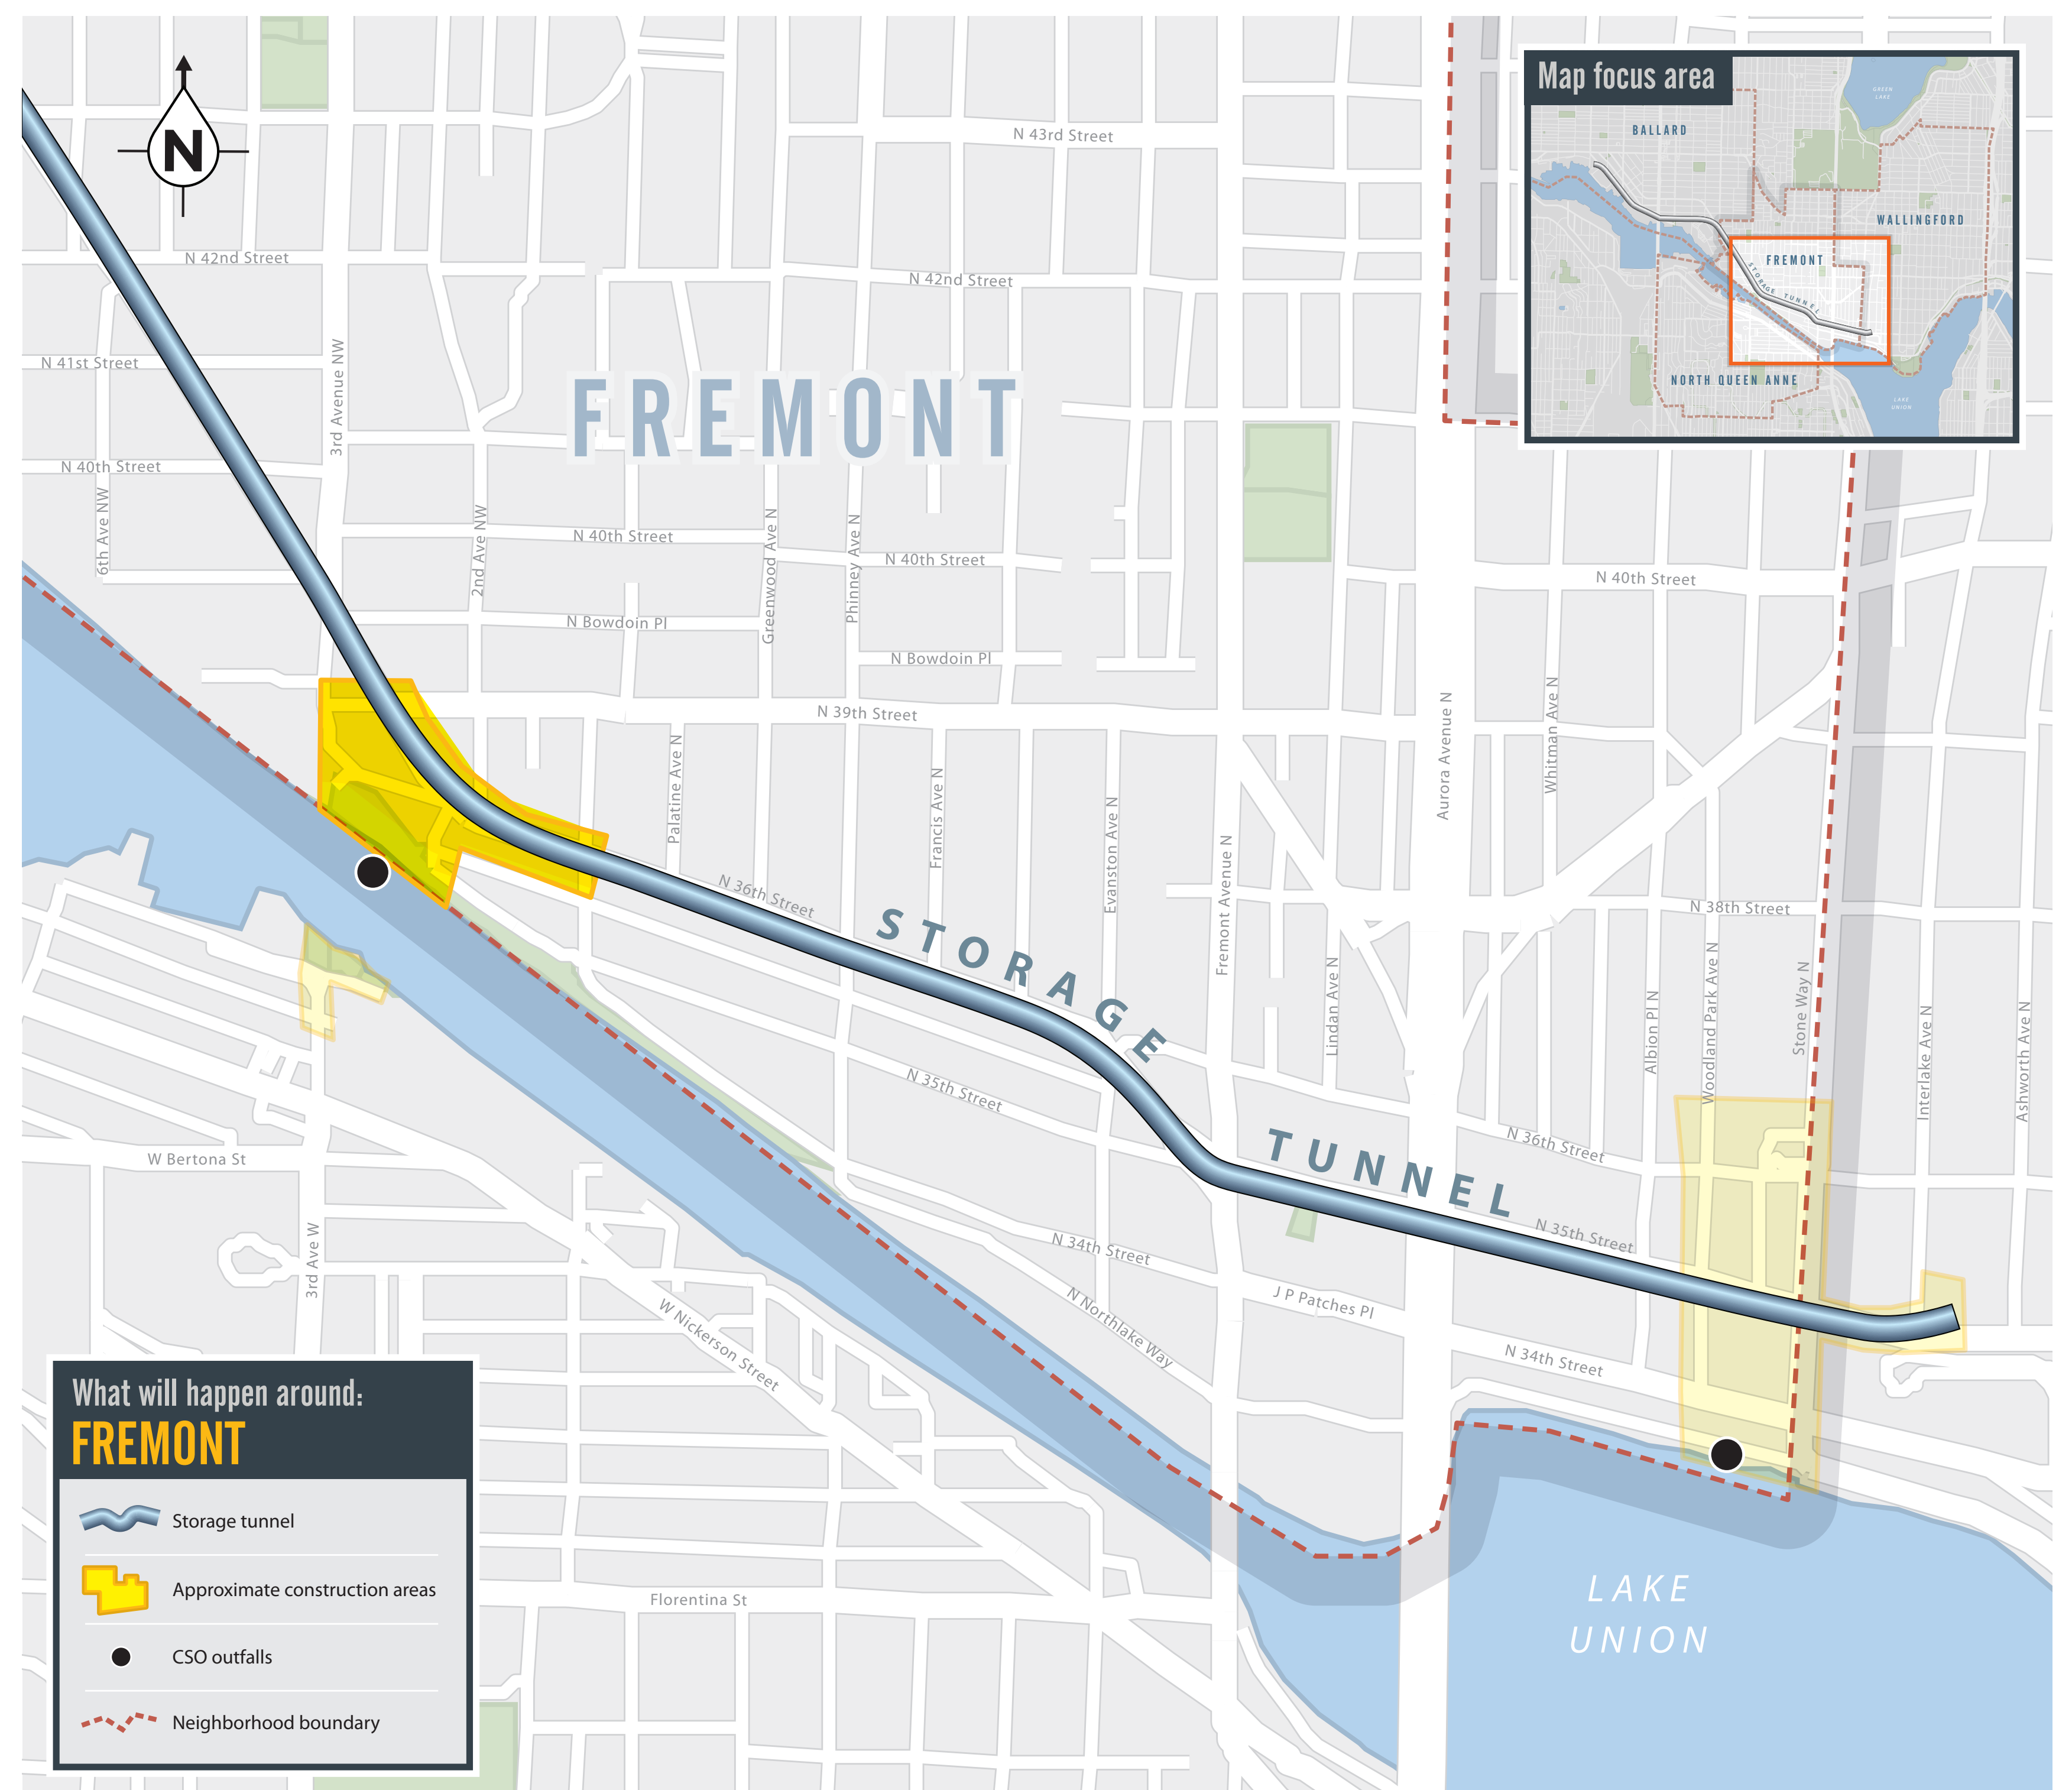 N
N 43rd Street
N 42nd Street
N 42nd Street
N 41st Street
3rd Avenue NW
FREMONT
N 40th Street
6th Ave NW
2nd Ave NW
N 40th Street
Greenwood Ave N
Phinney Ave N
N 40th Street
N 40th Street
N Bowdoin Pl
N Bowdoin Pl
N 39th Street
Palatine Ave N
Francis Ave N
Evanston Ave N
Fremont Avenue N
Aurora Avenue N
Whitman Ave N
N 36th Street
N 38th Street
STORAGE
TUNNEL
Lindan Ave N
Albion Pl N
Woodland Park Ave N
Stone Way N
Interlake Ave N
Ashworth Ave N
N 35th Street
N 36th Street
N 35th Street
W Bertona St
3rd Ave W
N 34th Street
N Northlake Way
J P Patches Pl
N 34th Street
W Nickerson Street
Florentina St
LAKE
UNION
Map focus area
GREEN
LAKE
BALLARD
WALLINGFORD
FREMONT
STORAGE TUNNEL
NORTH QUEEN ANNE
LAKE
UNION
What will happen around:
FREMONT
Storage tunnel
Approximate construction areas
CSO outfalls
Neighborhood boundary